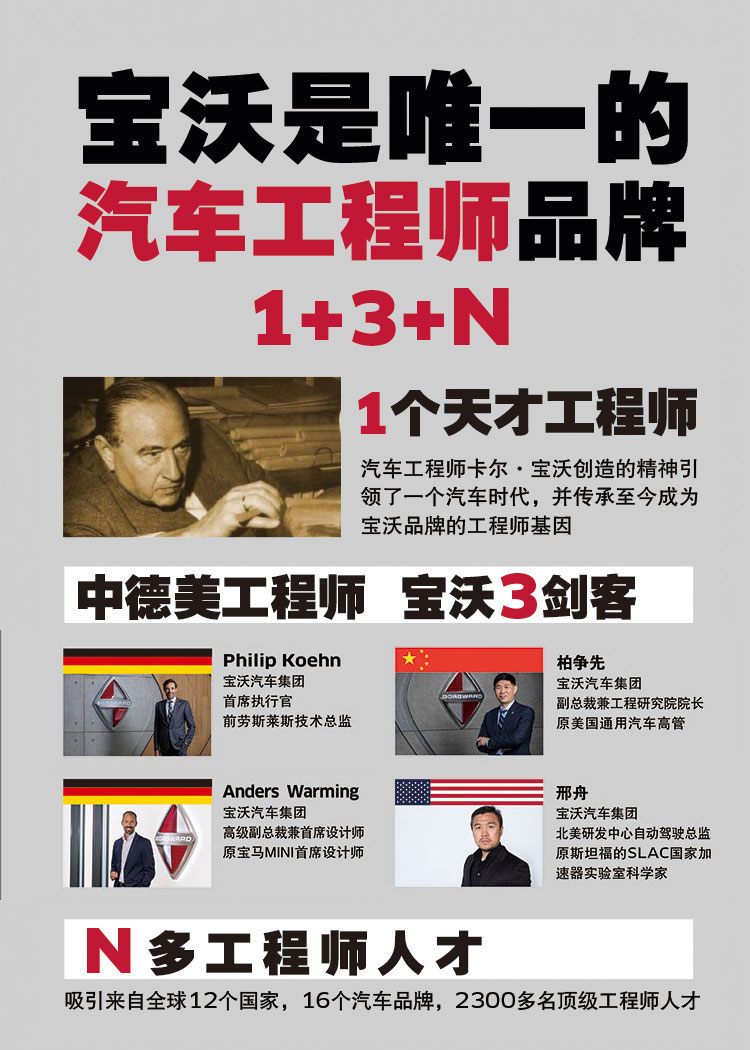 宝沃是唯一的
汽车工程师品牌
1+3+N
1个天才工程师
汽车工程师卡尔·宝沃创造的精神引
领了一个汽车时代，并传承至今成为
宝沃品牌的工程师基因
中德美工程师 宝沃3剑客
BORGWARD
Philip Koehn
宝沃汽车集团
首席执行官
前劳斯莱斯技术总监
BORGWARD
柏争先
宝沃汽车集团
副总裁兼工程研究院院长
原美国通用汽车高管
BORGWARD
Anders Warming
宝沃汽车集团
高级副总裁兼首席设计师
原宝马MINI首席设计师
邢舟
宝沃汽车集团
北美研发中心自动驾驶总监
原斯坦福的SLAC国家加
速器实验室科学家
N多工程师人才
吸引来自全球12个国家，16个汽车品牌，2300多名顶级工程师人才